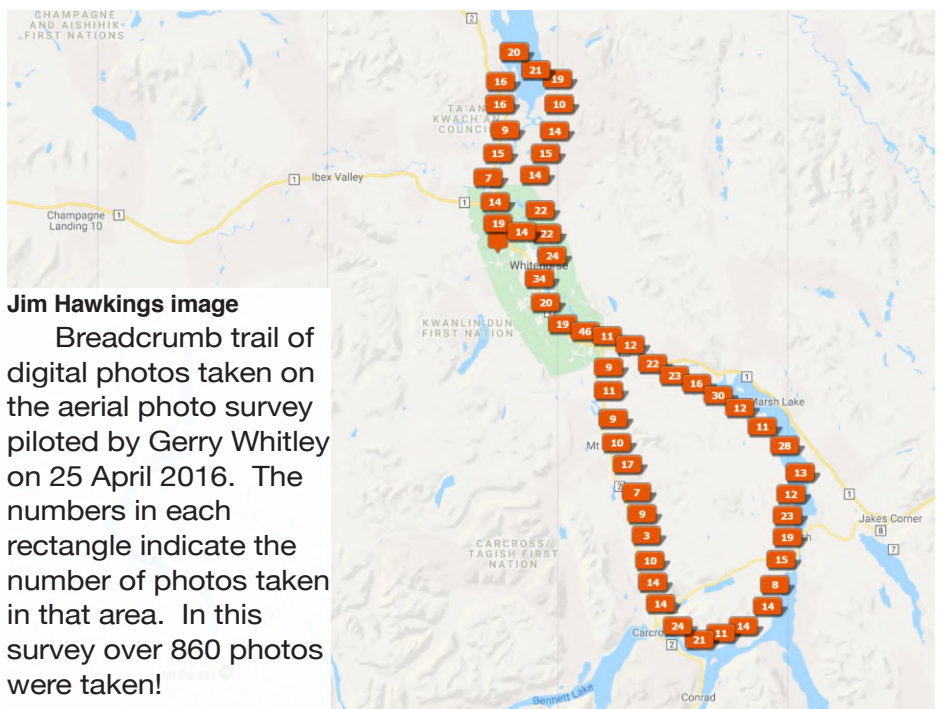 CHAMPAGNE
AND AISHIHIK
FIRST NATIONS
2
20
21
19
16
16
10
TA'AN
KWÄCH'ÄN
COUNCIL
9
14
15
15
7
14
1
Ibex Valley
1
14
22
Champagne
Landing 10
1
19
14
22
Whitehorse
24
34
20
KWANLIN DUN
FIRST NATION
19
46
11
12
9
22
23
16
1
11
30
12
Marsh Lake
9
11
Mt
10
28
17
13
2
7
12
1
9
23
Jakes Corner
8
3
19
7
CARCROSS/
TAGISH FIRST
NATION
10
15
14
8
14
14
24
14
11
21
Carcross
2
Bennett Lake
Conrad
Jim Hawkings image
Breadcrumb trail of
digital photos taken on
the aerial photo survey
piloted by Gerry Whitley
on 25 April 2016. The
numbers in each
rectangle indicate the
number of photos taken
in that area. In this
survey over 860 photos
were taken!